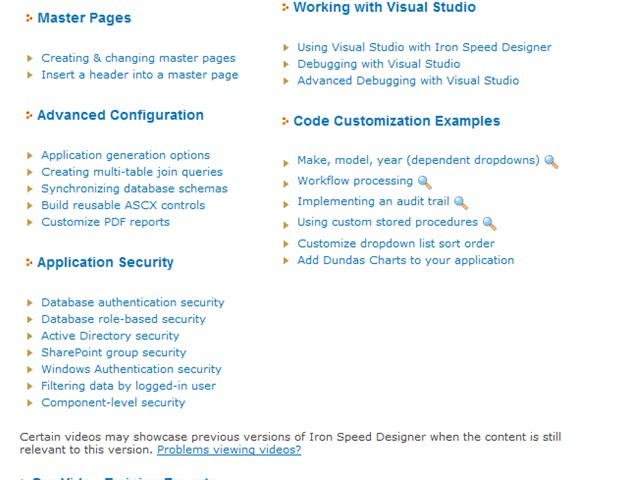 Master Pages
Creating & changing master pages
Insert a header into a master page
Advanced Configuration
Application generation options
Creating multi-table join queries
Synchronizing database schemas
Build reusable ASCX controls
Customize PDF reports
Application Security
Database authentication security
Database role-based security
Active Directory security
SharePoint group security
Windows Authentication security
Filtering data by logged-in user
Component-level security
Working with Visual Studio
Using Visual Studio with Iron Speed Designer
Debugging with Visual Studio
Advanced Debugging with Visual Studio
Code Customization Examples
Make, model, year (dependent dropdowns)
Workflow processing
Implementing an audit trail
Using custom stored procedures
Customize dropdown list sort order
Add Dundas Charts to your application
Certain videos may showcase previous versions of Iron Speed Designer when the content is still
relevant to this version. Problems viewing videos?